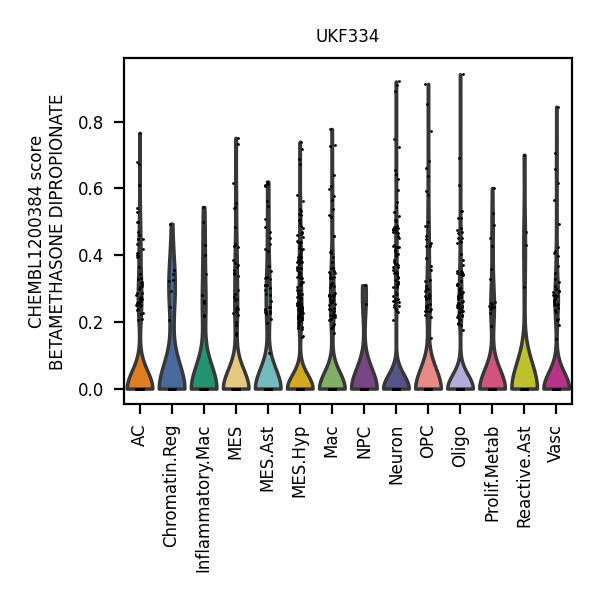 UKF334
CHEMBL1200384 score
BETAMETHASONE DIPROPIONATE
0.8
0.6
0.4
0.2
0.0
AC
Chromatin.Reg
Inflammatory.Mac
MES
MES.Ast
MES.Hyp
Mac
NPC
Neuron
OPC
Oligo
Prolif.Metab
Reactive.Ast
Vasc